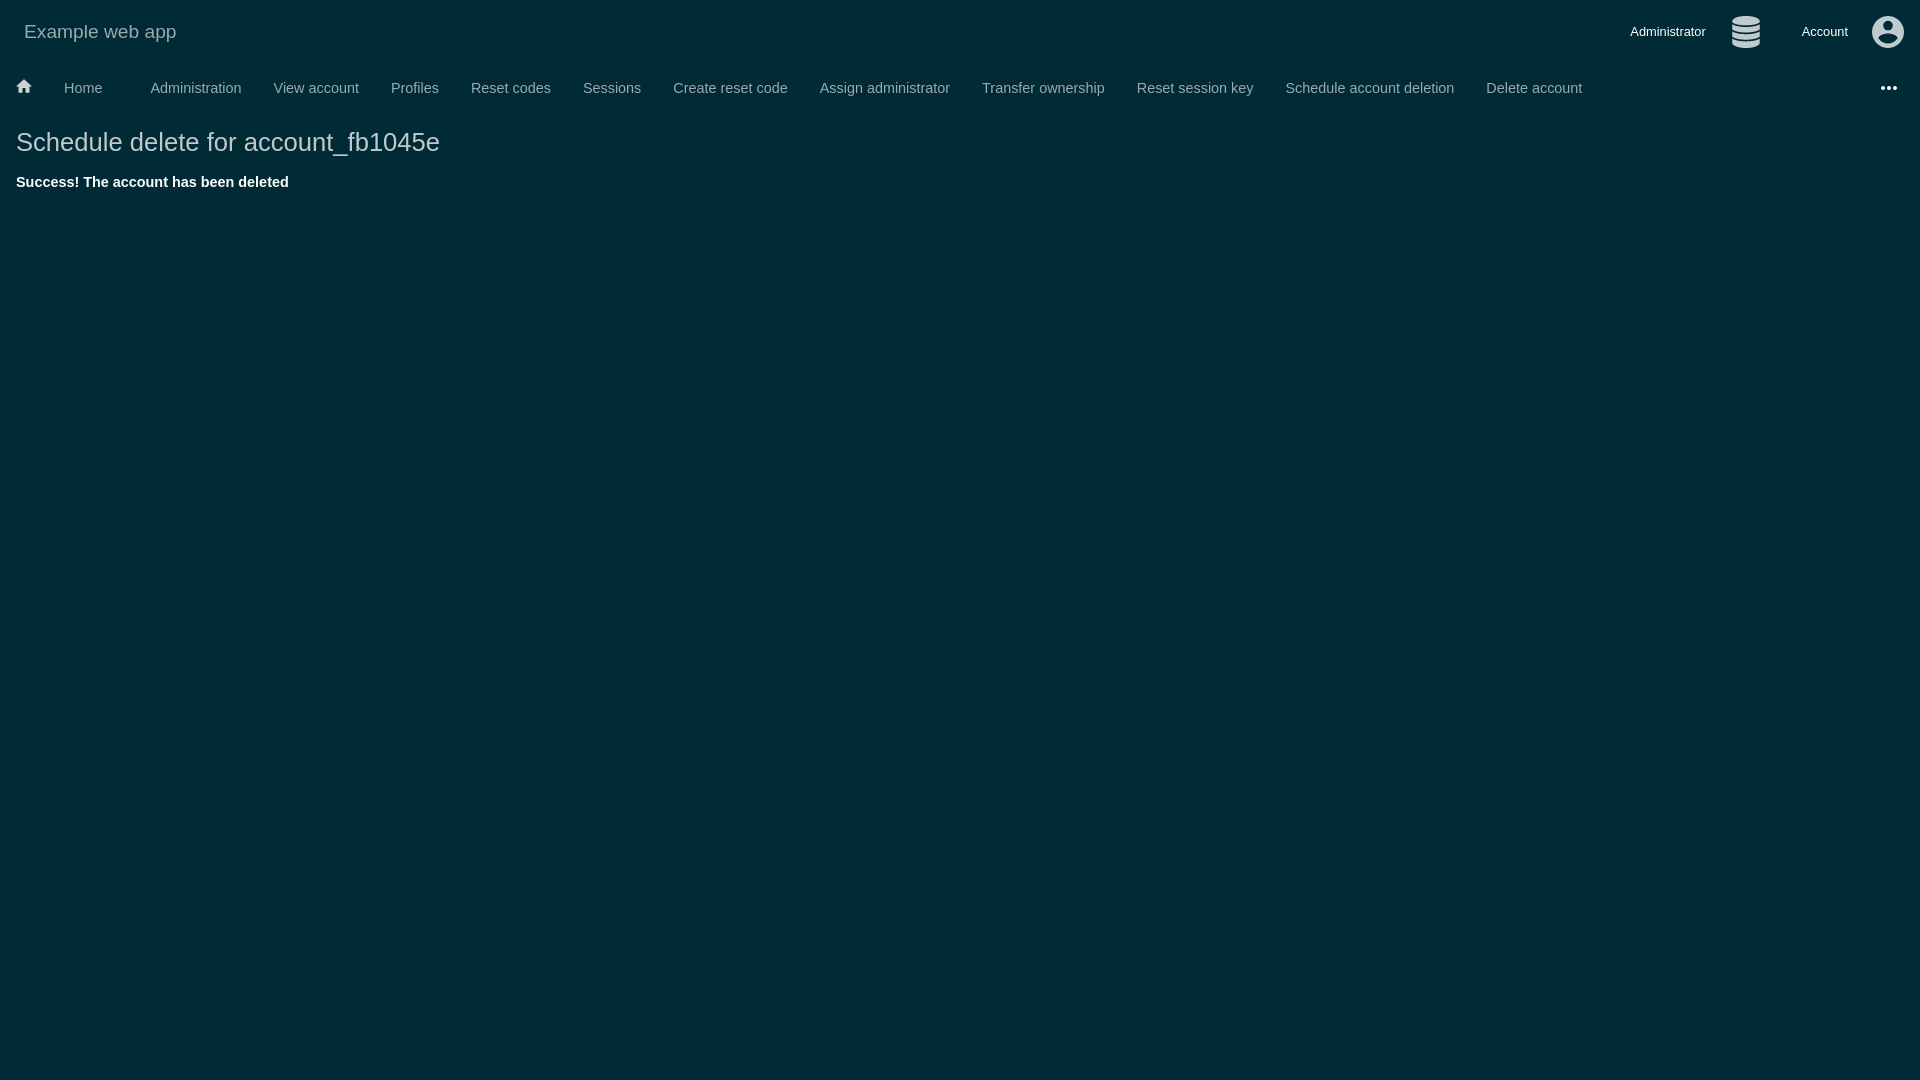 Example web app
Administrator
Account
Home
Administration
View account
Profiles
Reset codes
Sessions
Create reset code
Assign administrator
Transfer ownership
Reset session key
Schedule account deletion
Delete account
Schedule delete for account_fb1045e
Success! The account has been deleted